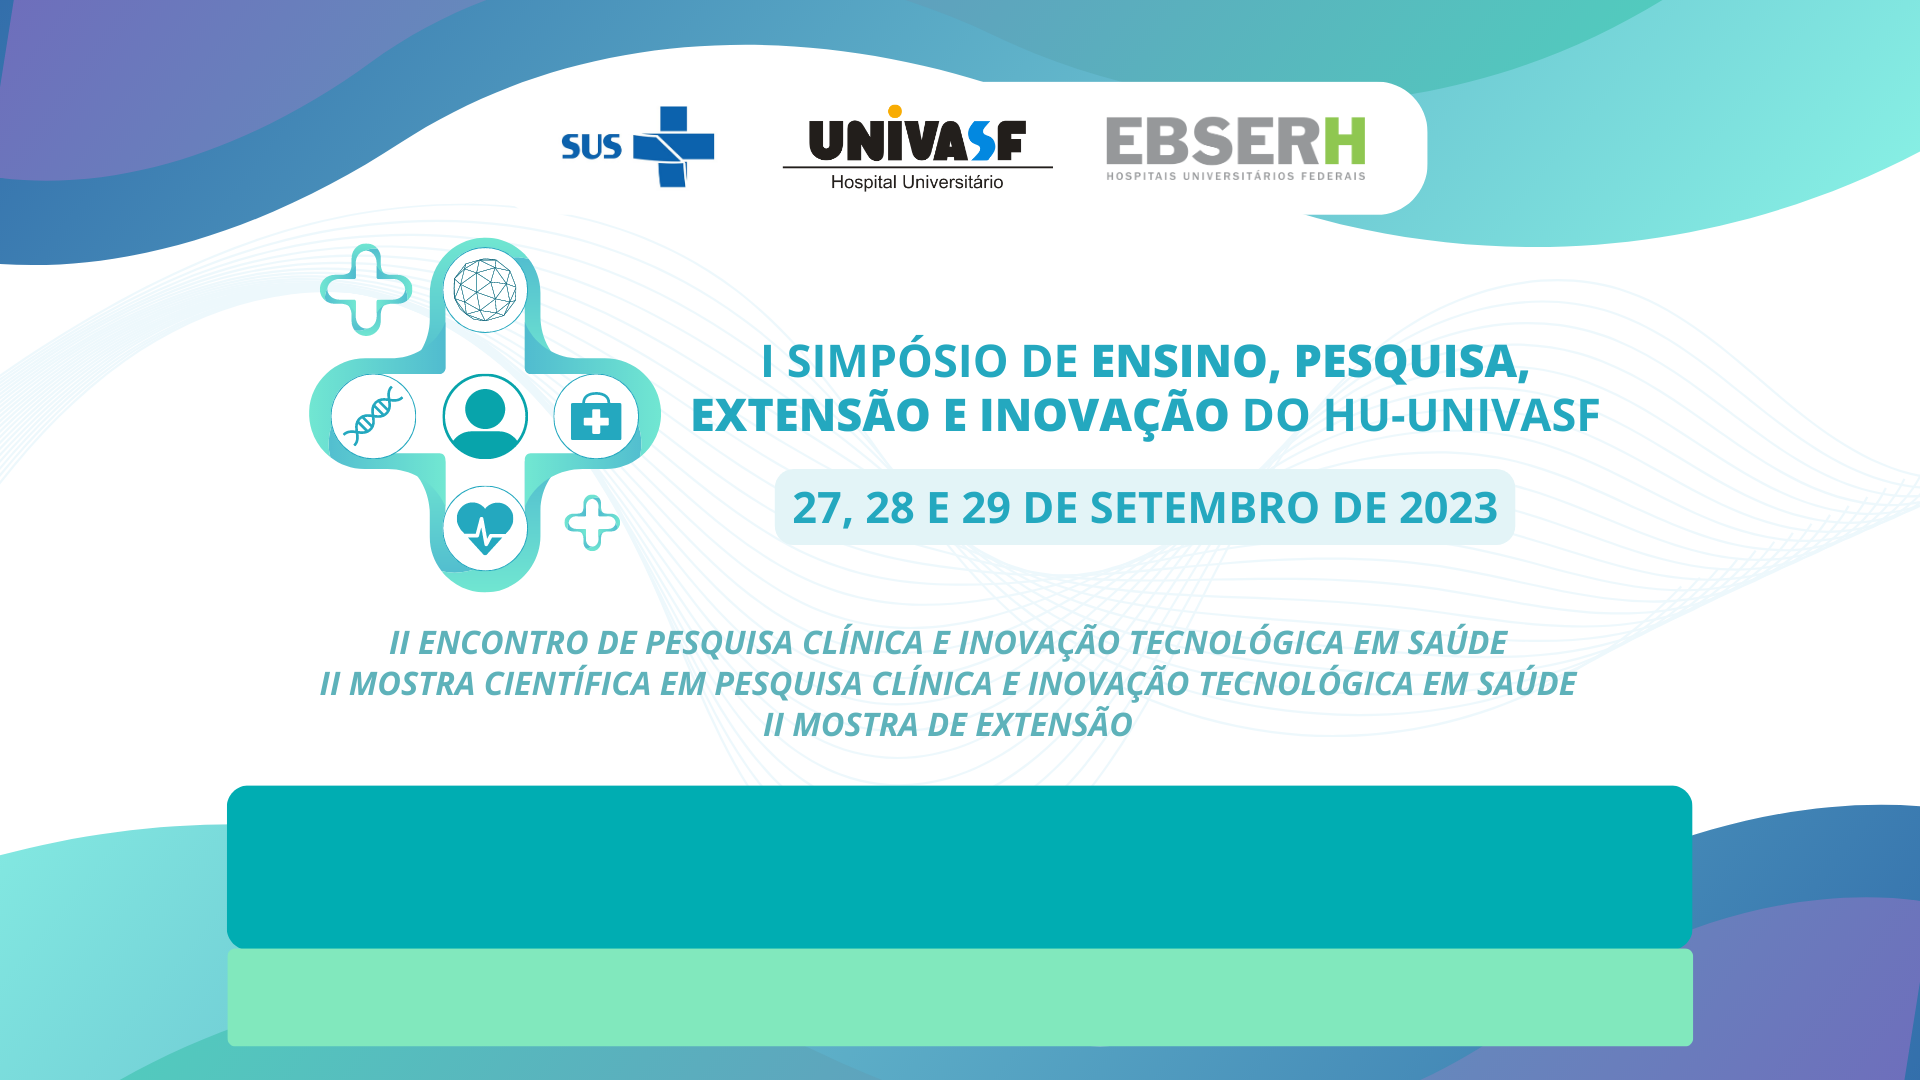 SUS
UNIVASF
Hospital Universitário
EBSERH
HOSPITAIS UNIVERSITÁRIOS FEDERAIS
I SIMPÓSIO DE ENSINO, PESQUISA,
EXTENSÃO E INOVAÇÃO DO HU-UNIVASF
27, 28 E 29 DE SETEMBRO DE 2023
II ENCONTRO DE PESQUISA CLÍNICA E INOVAÇÃO TECNOLÓGICA EM SAÚDE
II MOSTRA CIENTÍFICA EM PESQUISA CLÍNICA E INOVAÇÃO TECNOLÓGICA EM SAÚDE
II MOSTRA DE EXTENSÃO